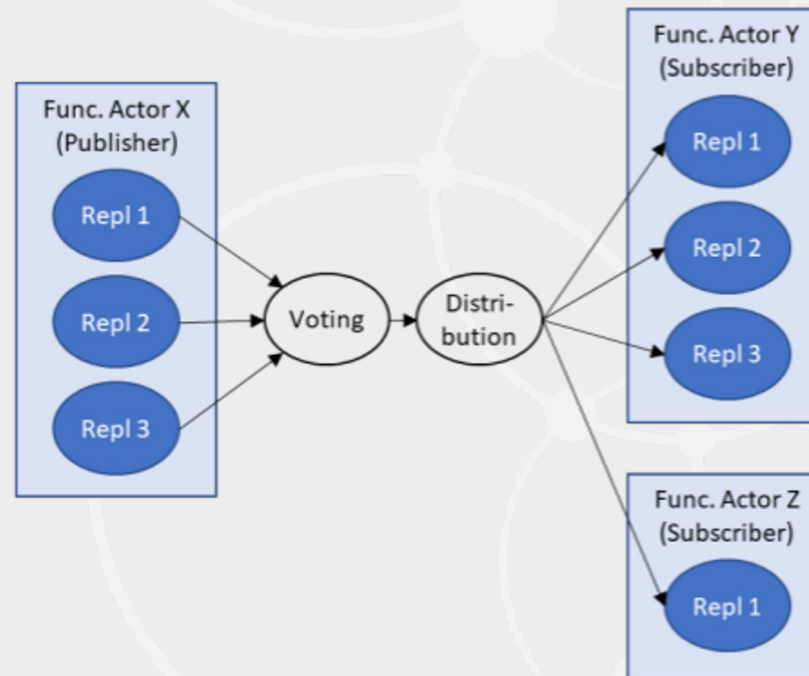 Func. Actor X
(Publisher)
Repl 1
Repl 2
Repl 3
Voting
Distri-
bution
Func. Actor Y
(Subscriber)
Repl 1
Repl 2
Repl 3
Func. Actor Z
(Subscriber)
Repl 1